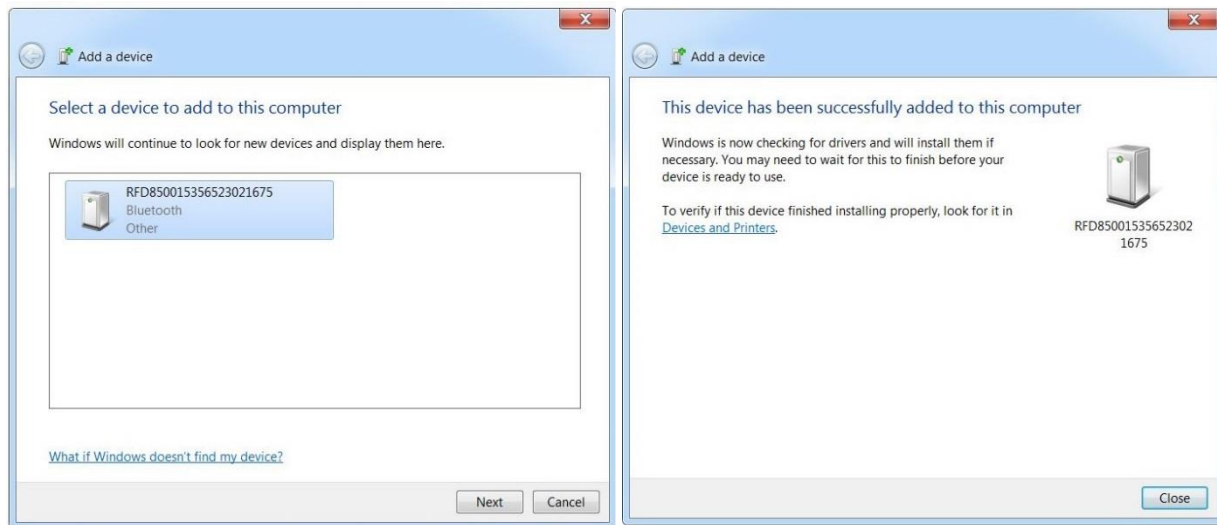 Add a device
Select a device to add to this computer
Windows will continue to look for new devices and display them here.
RFD850015356523021675
Bluetooth
Other
What if Windows doesn't find my device?
Next
Cancel
Add a device
This device has been successfully added to this computer
Windows is now checking for drivers and will install them if
necessary. You may need to wait for this to finish before your
device is ready to use.
To verify if this device finished installing properly, look for it in
Devices and Printers.
RFD85001535652302
1675
Close